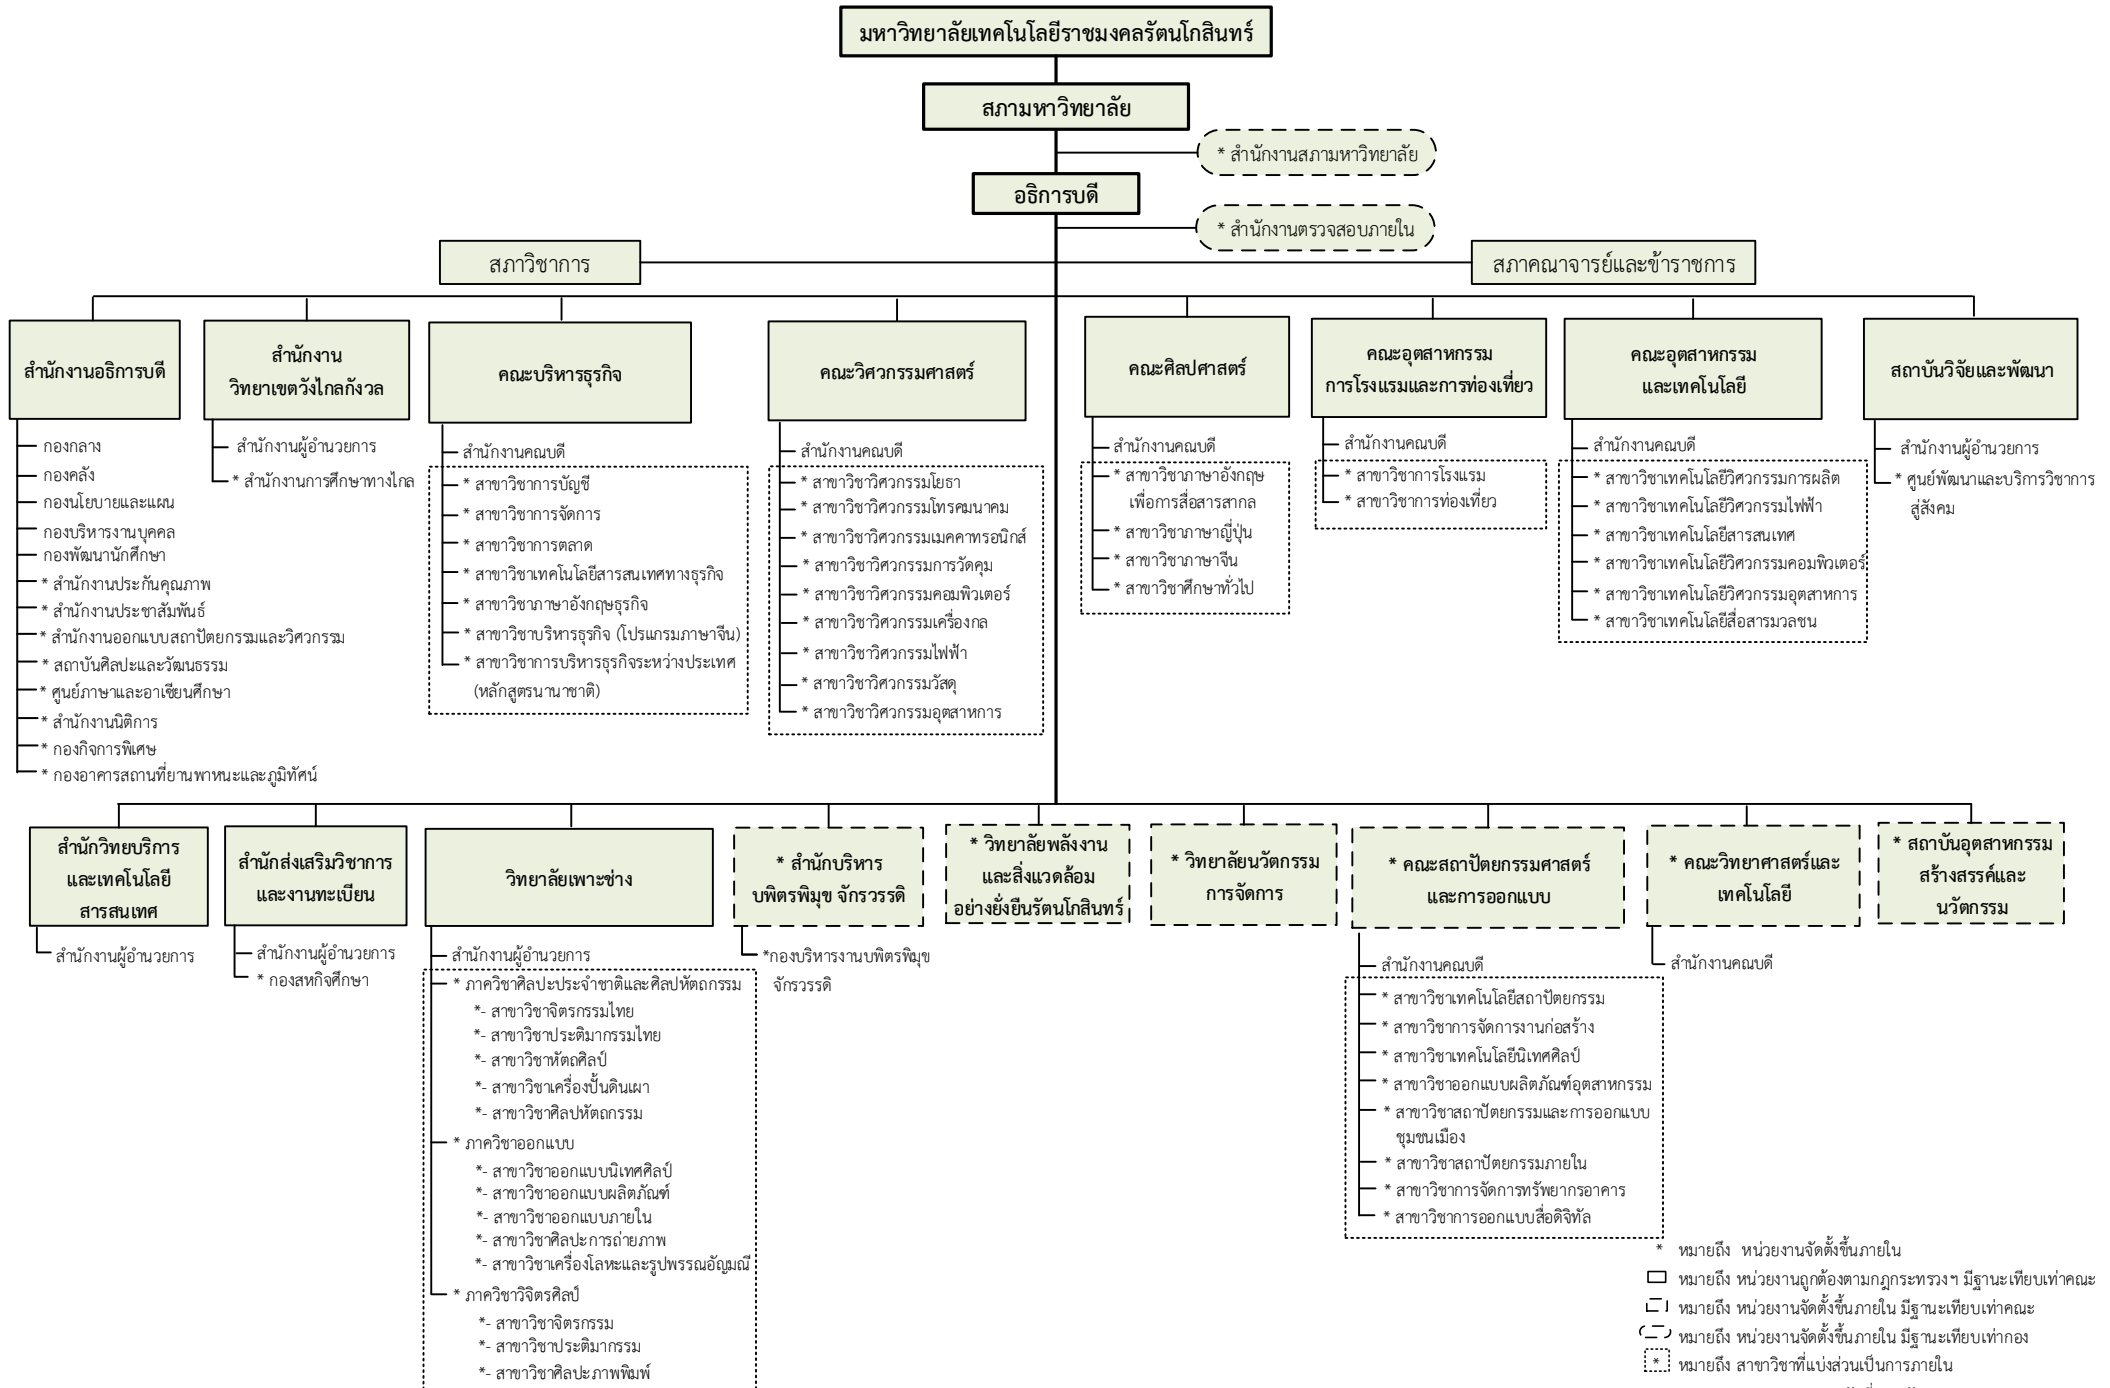 มหาวิทยาลัยเทคโนโลยีราชมงคลรัตนโกสินทร์
สภามหาวิทยาลัย
* สำนักงานสภามหาวิทยาลัย
อธิการบดี
* สำนักงานตรวจสอบภายใน
สภาวิชาการ
สภาคณาจารย์และข้าราชการ
สำนักงานอธิการบดี
กองกลาง
กองคลัง
กองนโยบายและแผน
กองบริหารงานบุคคล
กองพัฒนานักศึกษา
* สำนักงานประกันคุณภาพ
* สำนักงานประชาสัมพันธ์
* สำนักงานออกแบบสถาปัตยกรรมและวิศวกรรม
* สถาบันศิลปะและวัฒนธรรม
* ศูนย์ภาษาและอาเซียนศึกษา
* สำนักงานนิติการ
* กองกิจการพิเศษ
* กองอาคารสถานที่ยานพาหนะและภูมิทัศน์
สำนักงาน
วิทยาเขตวังไกลกังวล
สำนักงานผู้อำนวยการ
* สำนักงานการศึกษาทางไกล
คณะบริหารธุรกิจ
สำนักงานคณบดี
* สาขาวิชาการบัญชี
* สาขาวิชาการจัดการ
* สาขาวิชาการตลาด
* สาขาวิชาเทคโนโลยีสารสนเทศทางธุรกิจ
* สาขาวิชาภาษาอังกฤษธุรกิจ
* สาขาวิชาบริหารธุรกิจ (โปรแกรมภาษาจีน)
* สาขาวิชาการบริหารธุรกิจระหว่างประเทศ
(หลักสูตรนานาชาติ)
คณะวิศวกรรมศาสตร์
สำนักงานคณบดี
* สาขาวิชาวิศวกรรมโยธา
* สาขาวิชาวิศวกรรมโทรคมนาคม
* สาขาวิชาวิศวกรรมเมคคาทรอนิกส์
* สาขาวิชาวิศวกรรมการวัดคุม
* สาขาวิชาวิศวกรรมคอมพิวเตอร์
* สาขาวิชาวิศวกรรมเครื่องกล
* สาขาวิชาวิศวกรรมไฟฟ้า
* สาขาวิชาวิศวกรรมวัสดุ
* สาขาวิชาวิศวกรรมอุตสาหการ
คณะศิลปศาสตร์
สำนักงานคณบดี
* สาขาวิชาภาษาอังกฤษ
เพื่อการสื่อสารสากล
* สาขาวิชาภาษาญี่ปุ่น
* สาขาวิชาภาษาจีน
* สาขาวิชาศึกษาทั่วไป
คณะอุตสาหกรรม
การโรงแรมและการท่องเที่ยว
สำนักงานคณบดี
* สาขาวิชาการโรงแรม
* สาขาวิชาการท่องเที่ยว
คณะอุตสาหกรรม
และเทคโนโลยี
สำนักงานคณบดี
* สาขาวิชาเทคโนโลยีวิศวกรรมการผลิต
* สาขาวิชาเทคโนโลยีวิศวกรรมไฟฟ้า
* สาขาวิชาเทคโนโลยีสารสนเทศ
* สาขาวิชาเทคโนโลยีวิศวกรรมคอมพิวเตอร์
* สาขาวิชาเทคโนโลยีวิศวกรรมอุตสาหการ
* สาขาวิชาเทคโนโลยีสื่อสารมวลชน
สถาบันวิจัยและพัฒนา
สำนักงานผู้อำนวยการ
* ศูนย์พัฒนาและบริการวิชาการ
สู่สังคม
สำนักวิทยบริการ
และเทคโนโลยี
สารสนเทศ
สำนักงานผู้อำนวยการ
สำนักส่งเสริมวิชาการ
และงานทะเบียน
สำนักงานผู้อำนวยการ
* กองสหกิจศึกษา
วิทยาลัยเพาะช่าง
สำนักงานผู้อำนวยการ
* ภาควิชาศิลปะประจำชาติและศิลปหัตถกรรม
*- สาขาวิชาจิตรกรรมไทย
*- สาขาวิชาประติมากรรมไทย
*- สาขาวิชาหัตถศิลป์
*- สาขาวิชาเครื่องปั้นดินเผา
*- สาขาวิชาศิลปหัตถกรรม
* ภาควิชาออกแบบ
*- สาขาวิชาออกแบบนิเทศศิลป์
*- สาขาวิชาออกแบบผลิตภัณฑ์
*- สาขาวิชาออกแบบภายใน
*- สาขาวิชาศิลปะการถ่ายภาพ
*- สาขาวิชาเครื่องโลหะและรูปพรรณอัญมณี
* ภาควิชาวิจิตรศิลป์
*- สาขาวิชาจิตรกรรม
*- สาขาวิชาประติมากรรม
*- สาขาวิชาศิลปะภาพพิมพ์
* สำนักบริหาร
บพิตรพิมุข จักรวรรดิ
*กองบริหารงานบพิตรพิมุข
จักรวรรดิ
* วิทยาลัยพลังงาน
และสิ่งแวดล้อม
อย่างยั่งยืนรัตนโกสินทร์
* วิทยาลัยนวัตกรรม
การจัดการ
* คณะสถาปัตยกรรมศาสตร์
และการออกแบบ
สำนักงานคณบดี
* สาขาวิชาเทคโนโลยีสถาปัตยกรรม
* สาขาวิชาการจัดการงานก่อสร้าง
* สาขาวิชาเทคโนโลยีนิเทศศิลป์
* สาขาวิชาออกแบบผลิตภัณฑ์อุตสาหกรรม
* สาขาวิชาสถาปัตยกรรมและการออกแบบ
ชุมชนเมือง
* สาขาวิชาสถาปัตยกรรมภายใน
* สาขาวิชาการจัดการทรัพยากรอาคาร
* สาขาวิชาการออกแบบสื่อดิจิทัล
* คณะวิทยาศาสตร์และ
เทคโนโลยี
สำนักงานคณบดี
* สถาบันอุตสาหกรรม
สร้างสรรค์และ
นวัตกรรม
* หมายถึง หน่วยงานจัดตั้งขึ้นภายใน
หมายถึง หน่วยงานถูกต้องตามกฎกระทรวงฯ มีฐานะเทียบเท่าคณะ
หมายถึง หน่วยงานจัดตั้งขึ้นภายใน มีฐานะเทียบเท่าคณะ
หมายถึง หน่วยงานจัดตั้งขึ้นภายใน มีฐานะเทียบเท่ากอง
* หมายถึง สาขาวิชาที่แบ่งส่วนเป็นการภายใน